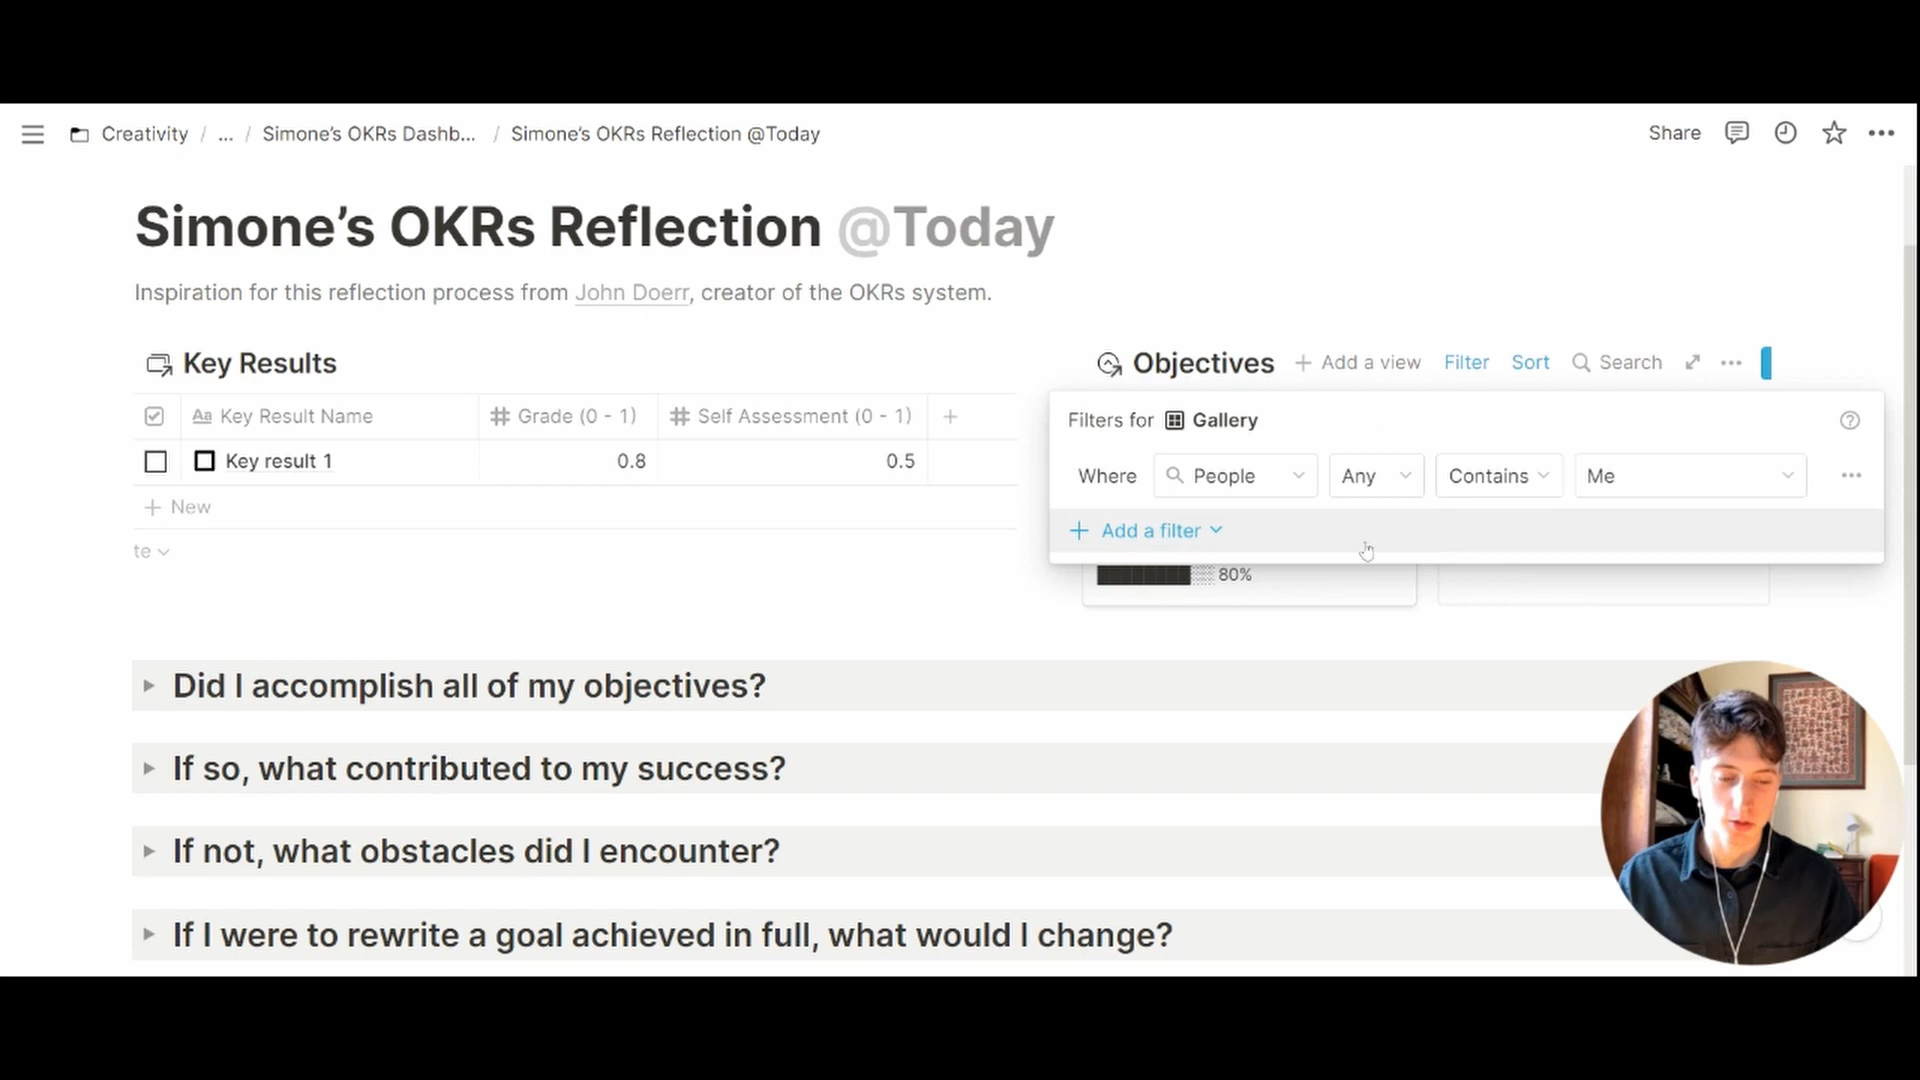 Creativity / ... / Simone's OKRs Dashb... / Simone's OKRs Reflection @Today
Share
Simone's OKRs Reflection @Today
Inspiration for this reflection process from John Doerr, creator of the OKRs system.
Key Results
Aa Key Result Name
# Grade (0 - 1)
# Self Assessment (0 - 1)
+
Key result 1
0.8
0.5
+ New
te
Objectives
+ Add a view
Filter
Sort
Search
Filters for Gallery
Where
People
Any
Contains
Me
+ Add a filter
80%
Did I accomplish all of my objectives?
If so, what contributed to my success?
If not, what obstacles did I encounter?
If I were to rewrite a goal achieved in full, what would I change?